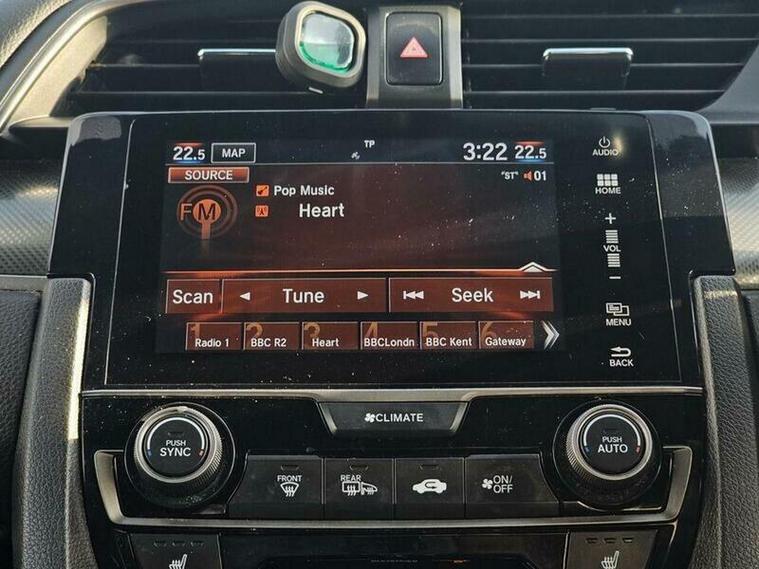 22.5 MAP TP 3:22 22.5
SOURCE "ST" 01
FM Pop Music
Heart
Scan Tune Seek
1 2 3 4 5 6
Radio 1 BBC R2 Heart BBCLondn BBC Kent Gateway
AUDIO
HOME
+
VOL
−
MENU
BACK
CLIMATE
PUSH SYNC
PUSH AUTO
FRONT
REAR
ON/OFF